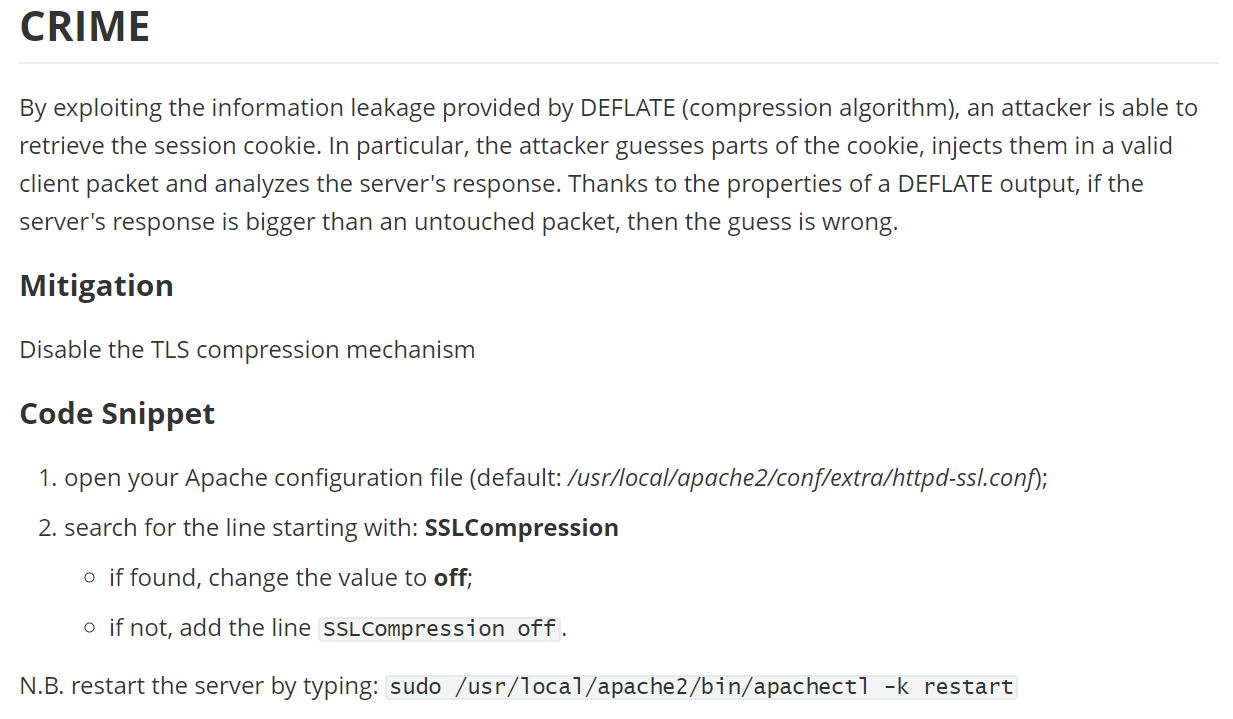 CRIME
By exploiting the information leakage provided by DEFLATE (compression algorithm), an attacker is able to
retrieve the session cookie. In particular, the attacker guesses parts of the cookie, injects them in a valid
client packet and analyzes the server's response. Thanks to the properties of a DEFLATE output, if the
server's response is bigger than an untouched packet, then the guess is wrong.
Mitigation
Disable the TLS compression mechanism
Code Snippet
1. open your Apache configuration file (default: /usr/local/apache2/conf/extra/httpd-ssl.conf);
2. search for the line starting with: SSLCompression
○ if found, change the value to off;
○ if not, add the line SSLCompression off.
N.B. restart the server by typing: sudo /usr/local/apache2/bin/apachectl -k restart